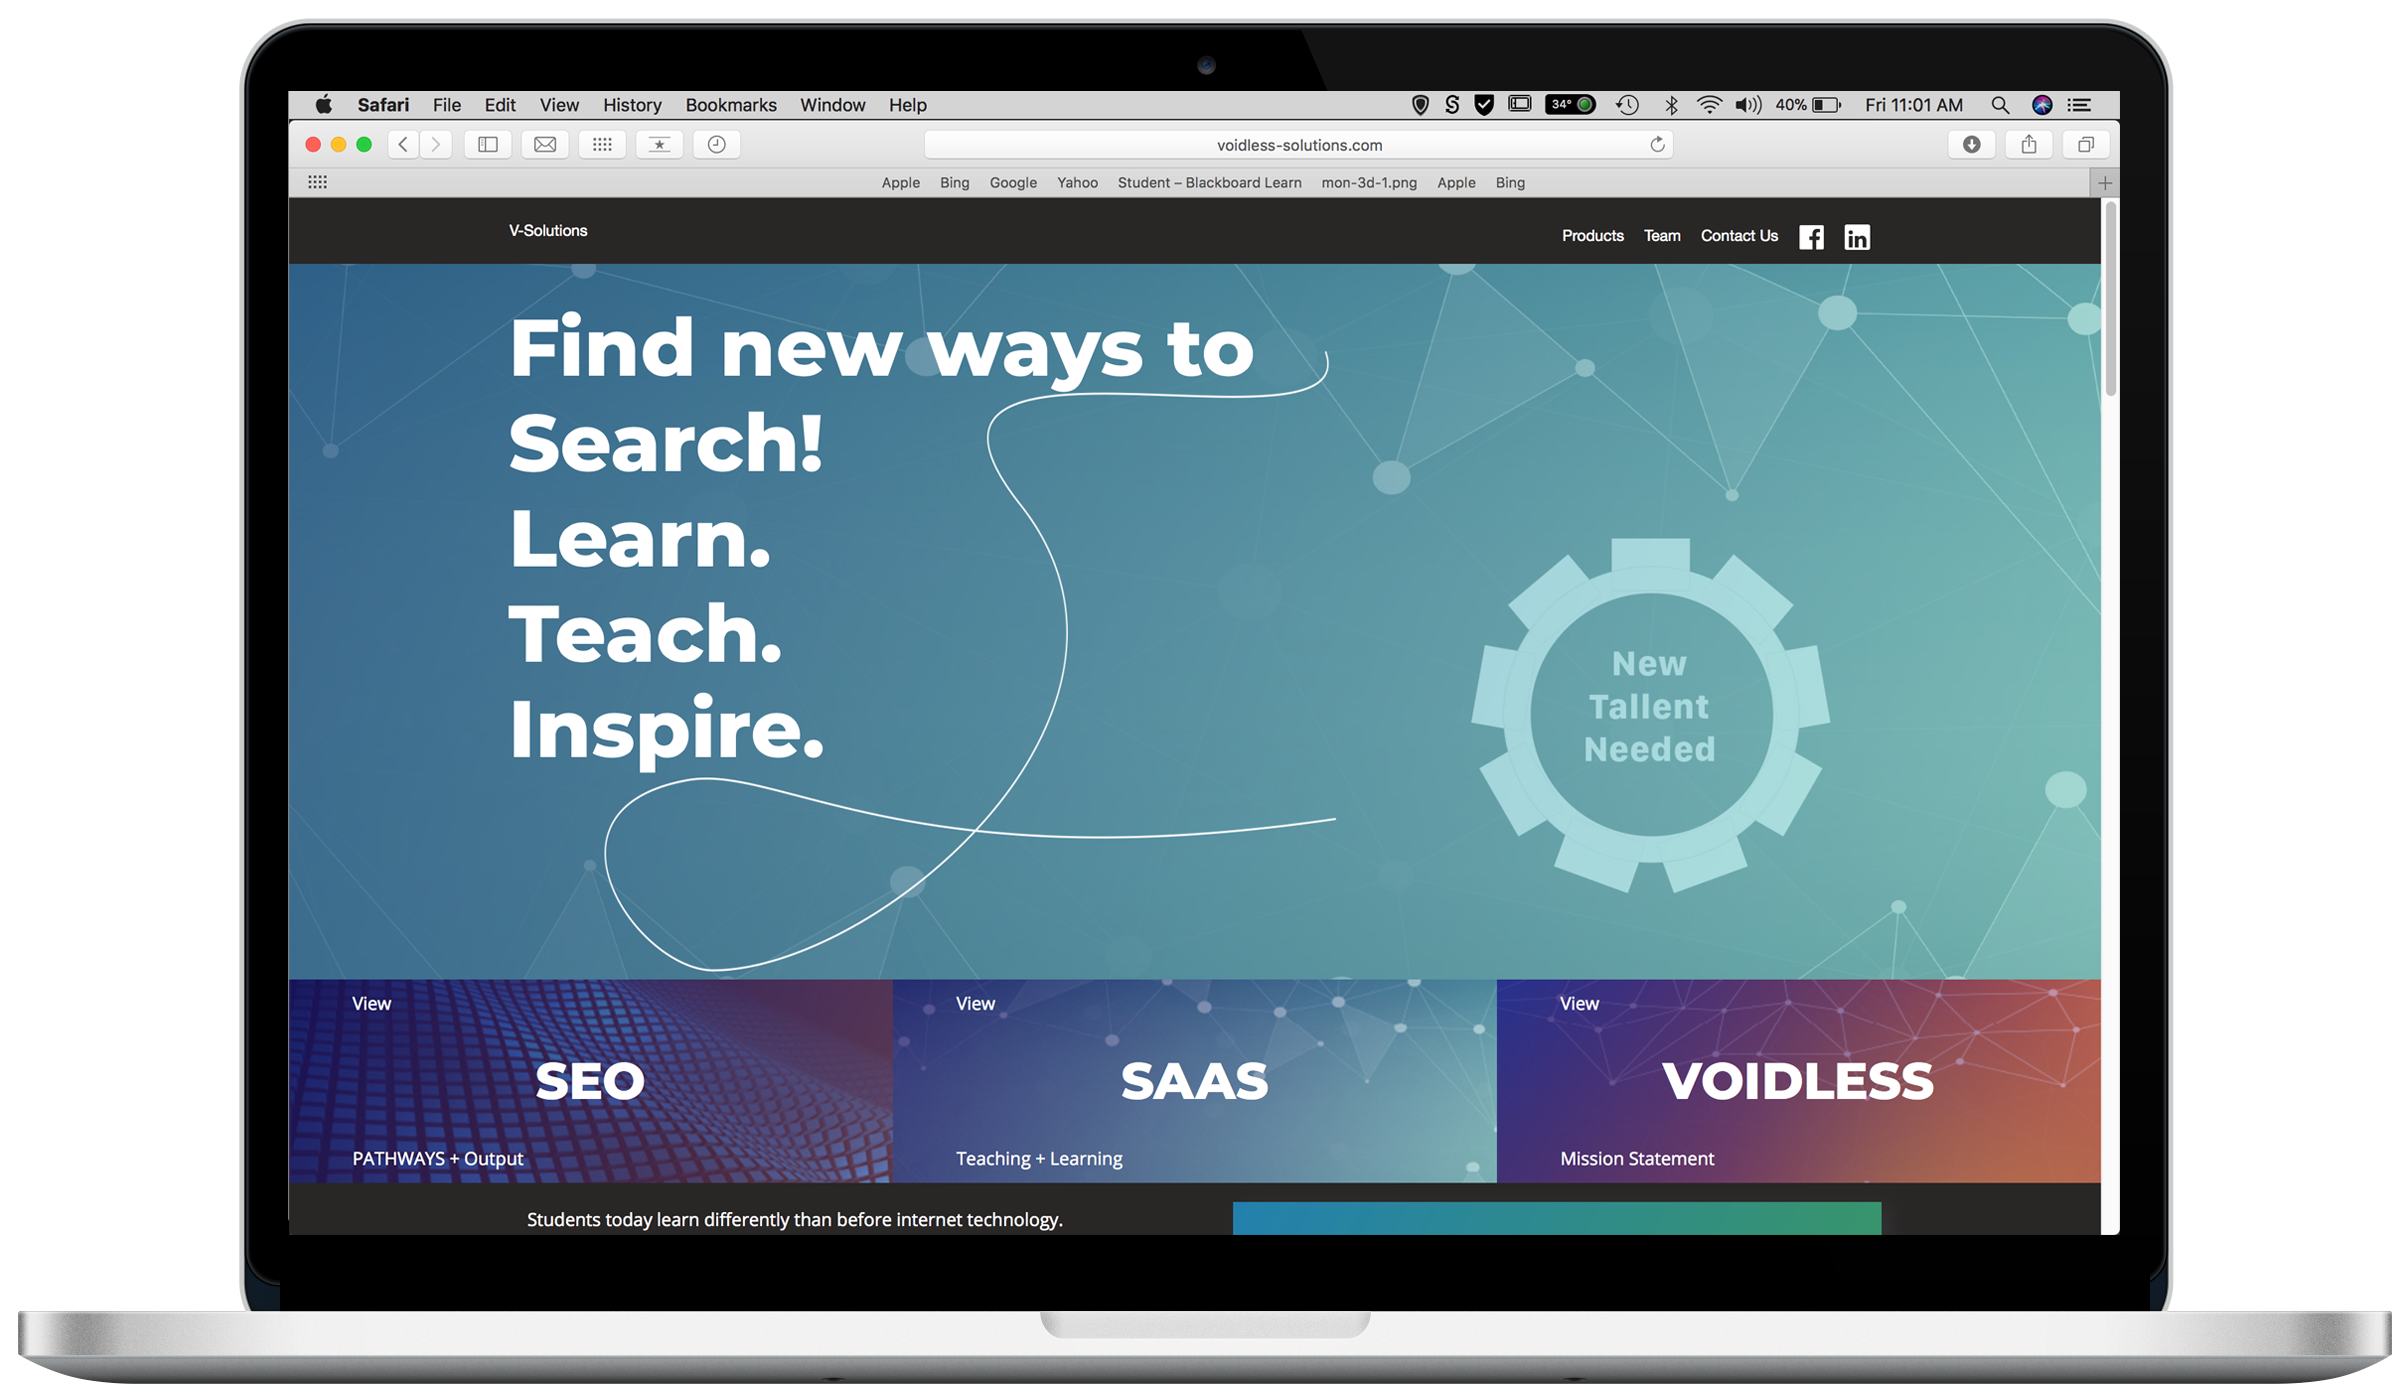 Safari File Edit View History Bookmarks Window Help
34° 40% Fri 11:01 AM
voidless-solutions.com
Apple Bing Google Yahoo Student – Blackboard Learn mon-3d-1.png Apple Bing
V-Solutions
Products Team Contact Us
Find new ways to
Search!
Learn.
Teach.
Inspire.
New
Tallent
Needed
View
SEO
PATHWAYS + Output
View
SAAS
Teaching + Learning
View
VOIDLESS
Mission Statement
Students today learn differently than before internet technology.